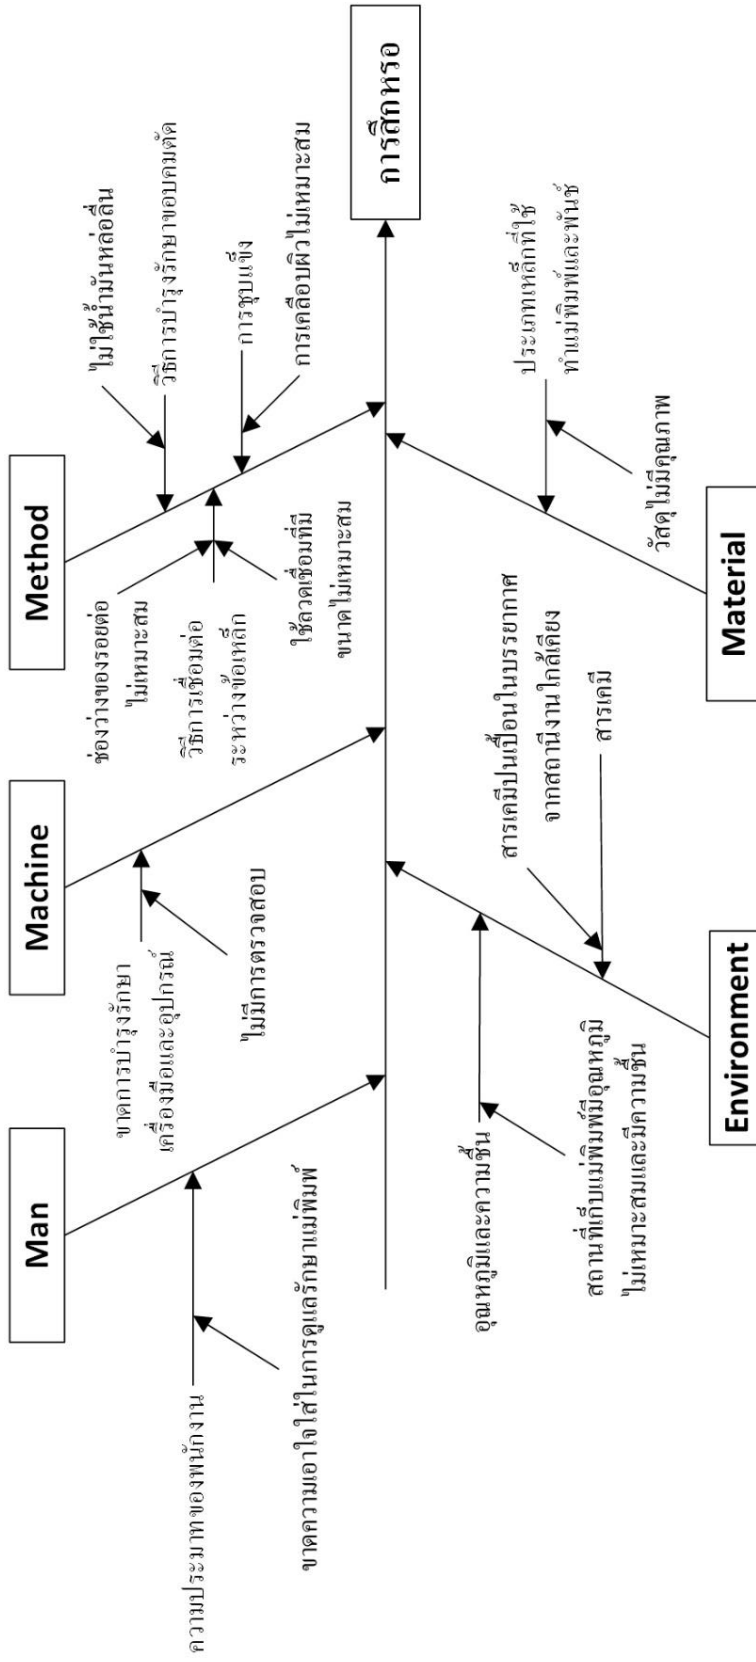 Man
ความประมาทของพนักงาน
ขาดความเอาใจใส่ในการดูแลรักษาแม่พิมพ์
Machine
ขาดการบำรุงรักษา
เครื่องมือและอุปกรณ์
ไม่มีการตรวจสอบ
Method
ช่องว่างของรอยต่อ
ไม่เหมาะสม
วิธีการเชื่อมต่อ
ระหว่างข้อเหล็ก
ใช้ลวดเชื่อมที่มี
ขนาดไม่เหมาะสม
ไม่ใช้น้ำมันหล่อลื่น
วิธีการบำรุงรักษาขอบคมตัด
การชุบแข็ง
การเคลือบผิวไม่เหมาะสม
การสึกหรอ
อุณหภูมิและความชื้น
สถานที่เก็บแม่พิมพ์มีอุณหภูมิ
ไม่เหมาะสมและมีความชื้น
สารเคมีปนเปื้อนในบรรยากาศ
จากสถานีงานใกล้เคียง
สารเคมี
Environment
ประเภทเหล็กที่ใช้
ทำแม่พิมพ์และพันช์
วัสดุไม่มีคุณภาพ
Material